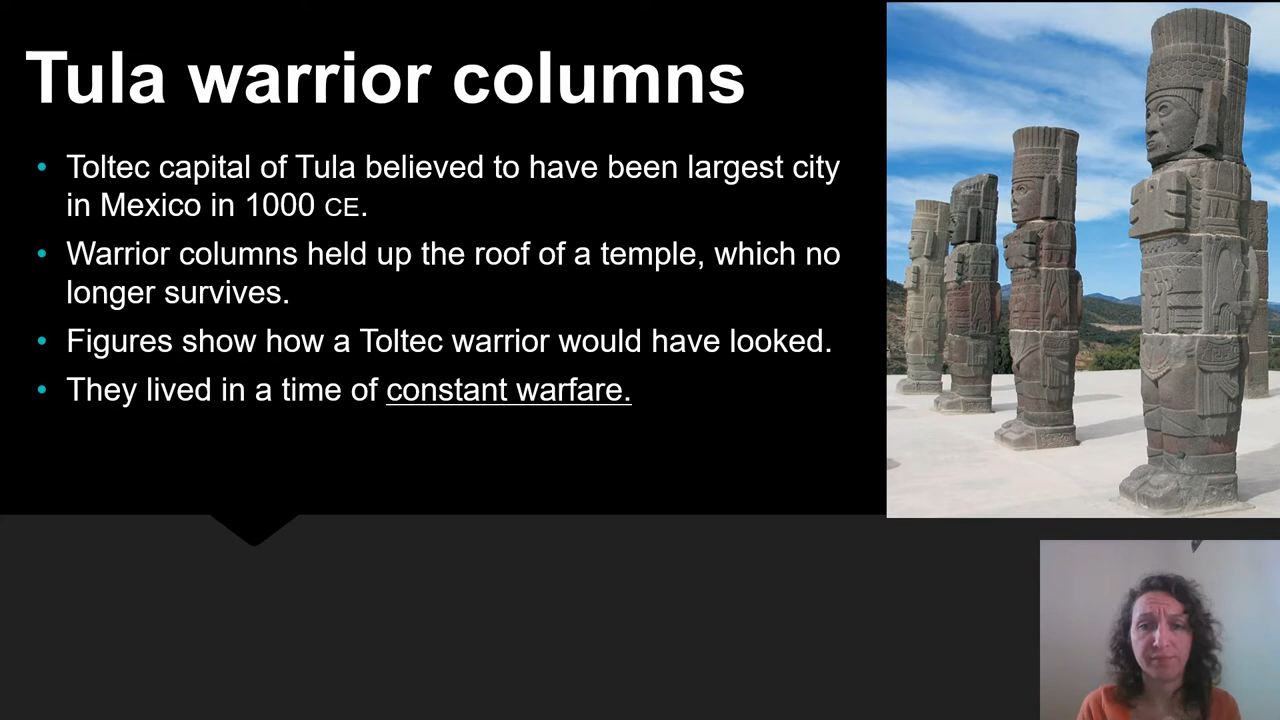 Tula warrior columns
Toltec capital of Tula believed to have been largest city
in Mexico in 1000 CE.
Warrior columns held up the roof of a temple, which no
longer survives.
Figures show how a Toltec warrior would have looked.
They lived in a time of constant warfare.